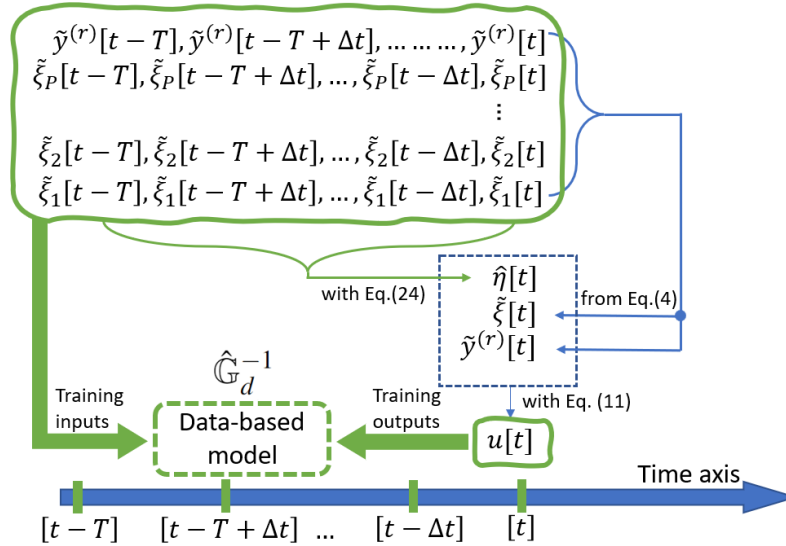 ỹ^(r)[t − T], ỹ^(r)[t − T + Δt], … … …, ỹ^(r)[t]
ξ̃_P[t − T], ξ̃_P[t − T + Δt], …, ξ̃_P[t − Δt], ξ̃_P[t]
⋮
ξ̃_2[t − T], ξ̃_2[t − T + Δt], …, ξ̃_2[t − Δt], ξ̃_2[t]
ξ̃_1[t − T], ξ̃_1[t − T + Δt], …, ξ̃_1[t − Δt], ξ̃_1[t]
with Eq.(24)
η̂[t]
ξ̃[t]
ỹ^(r)[t]
from Eq.(4)
with Eq. (11)
𝔾̂_d^−1
Training
inputs
Data-based
model
Training
outputs
u[t]
Time axis
[t − T] [t − T + Δt] … [t − Δt] [t]